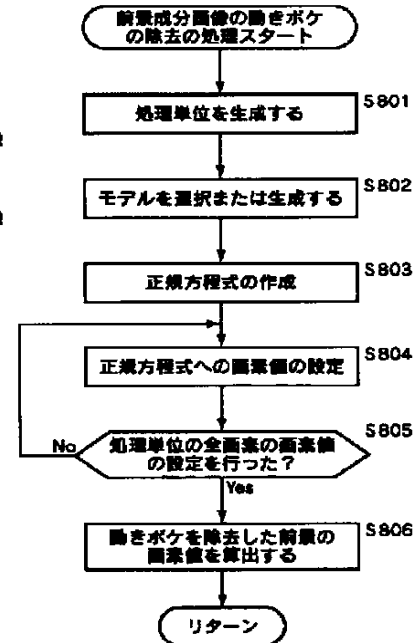 前景成分画像の動きボケ
の除去の処理スタート
処理単位を生成する
S801
モデルを選択または生成する
S802
正規方程式の作成
S803
正規方程式への画素値の設定
S804
処理単位の全画素の画素値
の設定を行った？
S805
No
Yes
動きボケを除去した前景の
画素値を算出する
S806
リターン